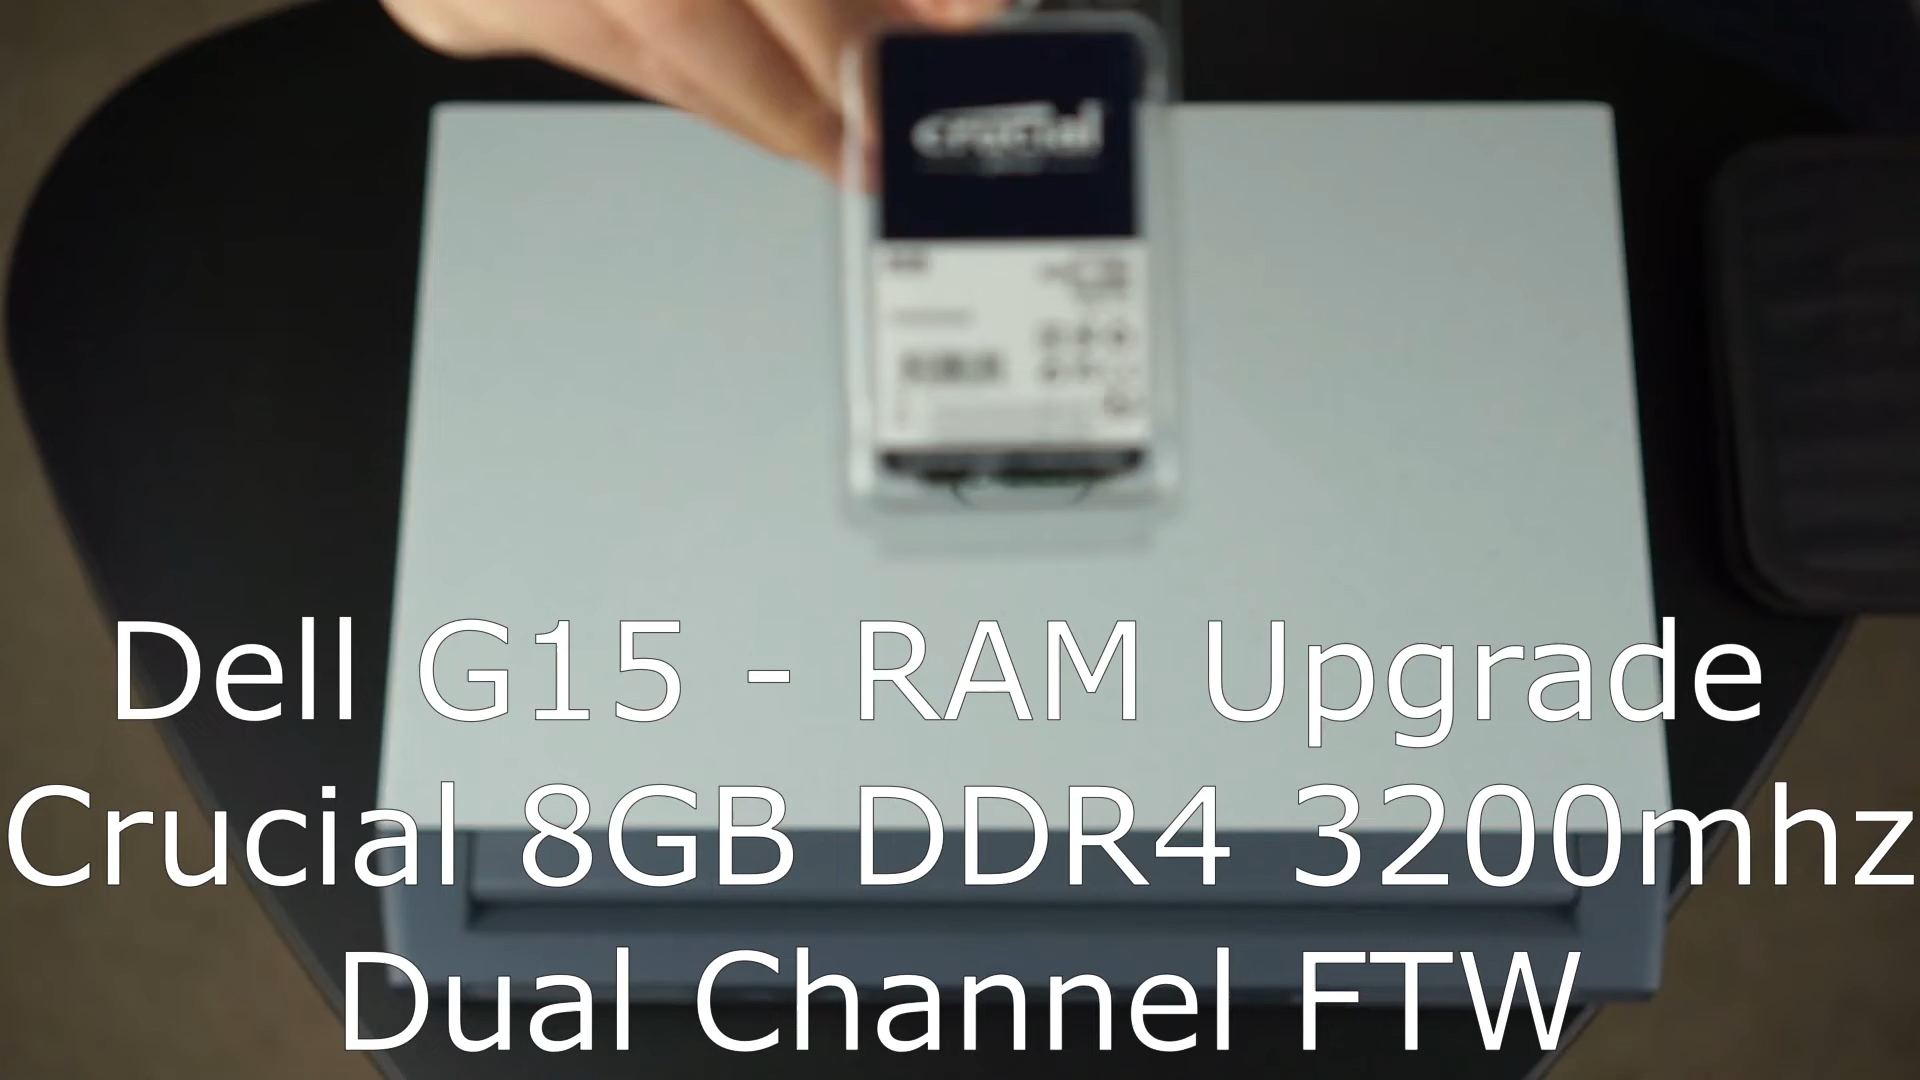 crucial
Dell G15 - RAM Upgrade
Crucial 8GB DDR4 3200mhz
Dual Channel FTW